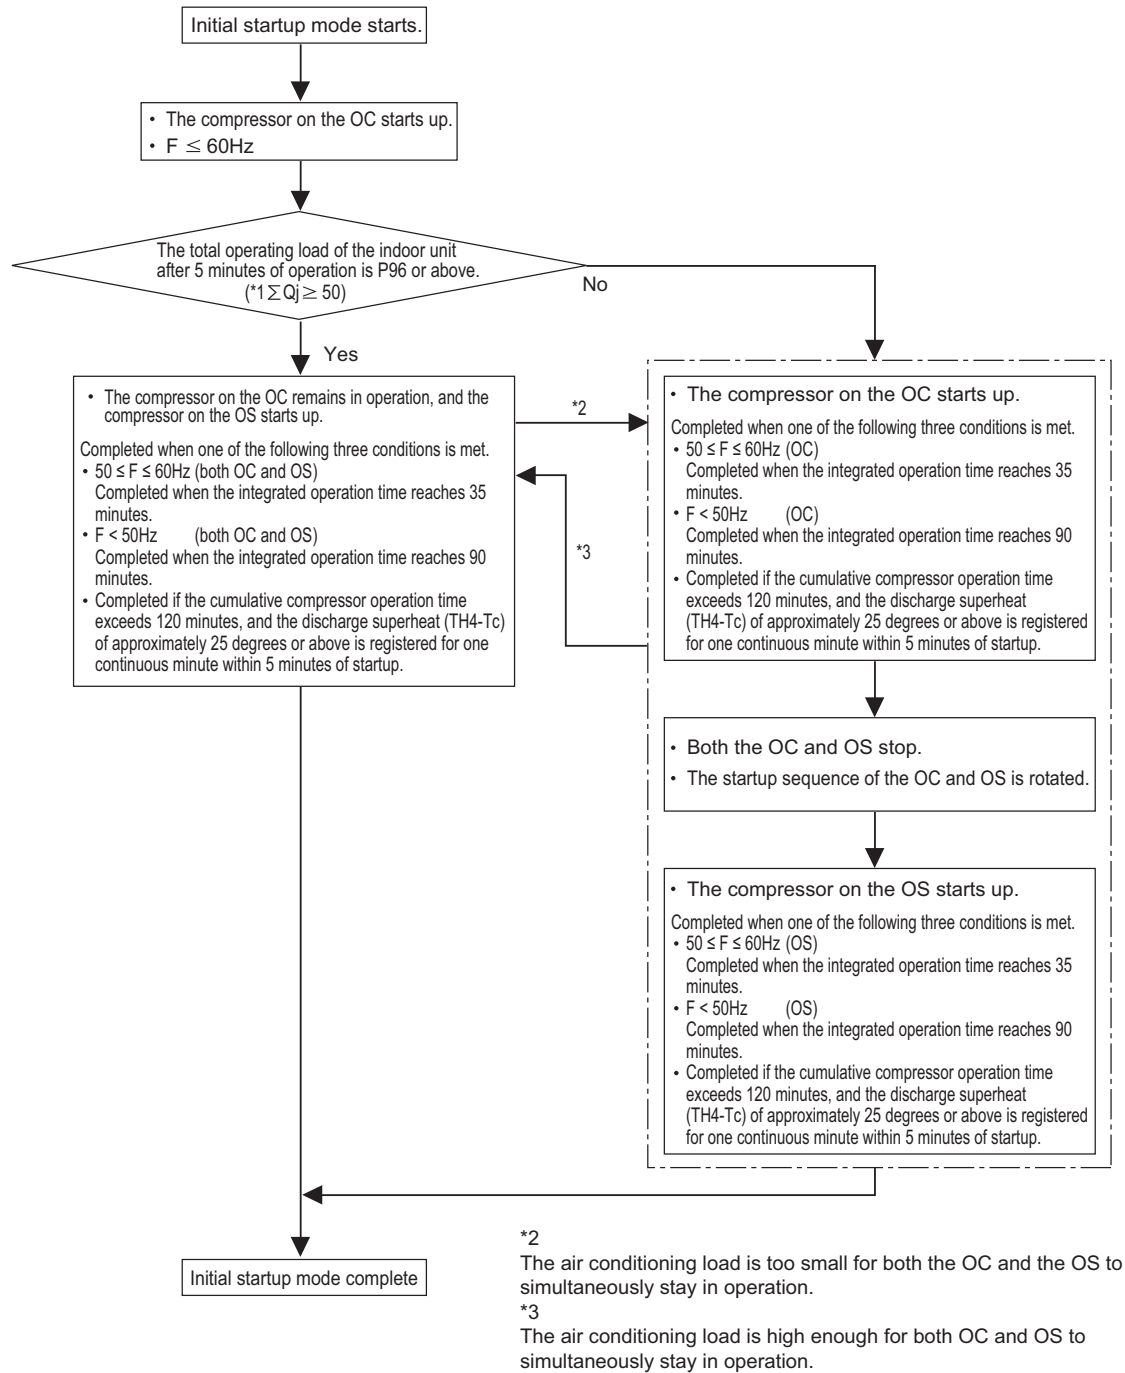 Initial startup mode starts.
• The compressor on the OC starts up.
• F ≤ 60Hz
The total operating load of the indoor unit
after 5 minutes of operation is P96 or above.
(*1∑Qj ≥ 50)
No
Yes
• The compressor on the OC remains in operation, and the
compressor on the OS starts up.
Completed when one of the following three conditions is met.
• 50 ≤ F ≤ 60Hz (both OC and OS)
Completed when the integrated operation time reaches 35
minutes.
• F < 50Hz (both OC and OS)
Completed when the integrated operation time reaches 90
minutes.
• Completed if the cumulative compressor operation time
exceeds 120 minutes, and the discharge superheat (TH4-Tc)
of approximately 25 degrees or above is registered for one
continuous minute within 5 minutes of startup.
*2
*3
• The compressor on the OC starts up.
Completed when one of the following three conditions is met.
• 50 ≤ F ≤ 60Hz (OC)
Completed when the integrated operation time reaches 35
minutes.
• F < 50Hz (OC)
Completed when the integrated operation time reaches 90
minutes.
• Completed if the cumulative compressor operation time
exceeds 120 minutes, and the discharge superheat
(TH4-Tc) of approximately 25 degrees or above is registered
for one continuous minute within 5 minutes of startup.
• Both the OC and OS stop.
• The startup sequence of the OC and OS is rotated.
• The compressor on the OS starts up.
Completed when one of the following three conditions is met.
• 50 ≤ F ≤ 60Hz (OS)
Completed when the integrated operation time reaches 35
minutes.
• F < 50Hz (OS)
Completed when the integrated operation time reaches 90
minutes.
• Completed if the cumulative compressor operation time
exceeds 120 minutes, and the discharge superheat
(TH4-Tc) of approximately 25 degrees or above is registered
for one continuous minute within 5 minutes of startup.
Initial startup mode complete
*2
The air conditioning load is too small for both the OC and the OS to
simultaneously stay in operation.
*3
The air conditioning load is high enough for both OC and OS to
simultaneously stay in operation.